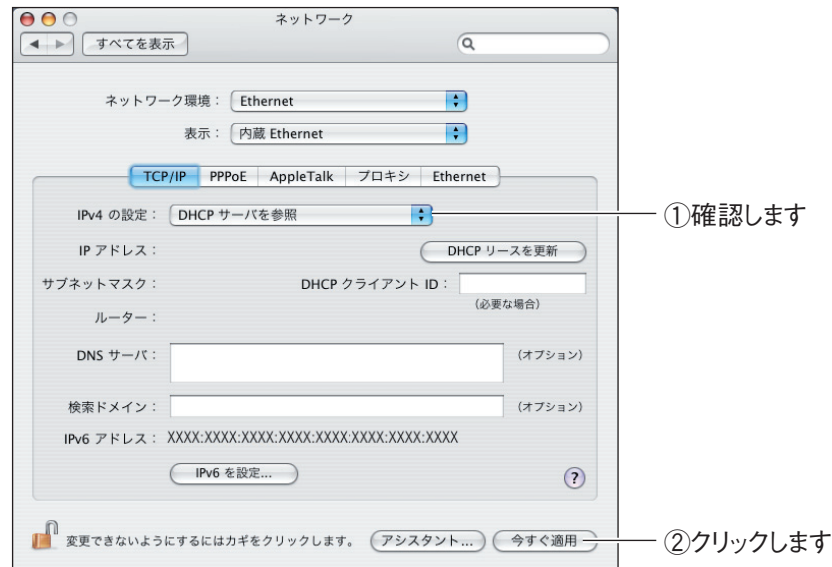 ネットワーク
すべてを表示
ネットワーク環境： Ethernet
表示： 内蔵 Ethernet
TCP/IP PPPoE AppleTalk プロキシ Ethernet
IPv4 の設定： DHCP サーバを参照
①確認します
IP アドレス： DHCP リースを更新
サブネットマスク： DHCP クライアント ID：
（必要な場合）
ルーター：
DNS サーバ： （オプション）
検索ドメイン： （オプション）
IPv6 アドレス： XXXX:XXXX:XXXX:XXXX:XXXX:XXXX:XXXX:XXXX
IPv6 を設定...
?
変更できないようにするにはカギをクリックします。 アシスタント... 今すぐ適用
②クリックします